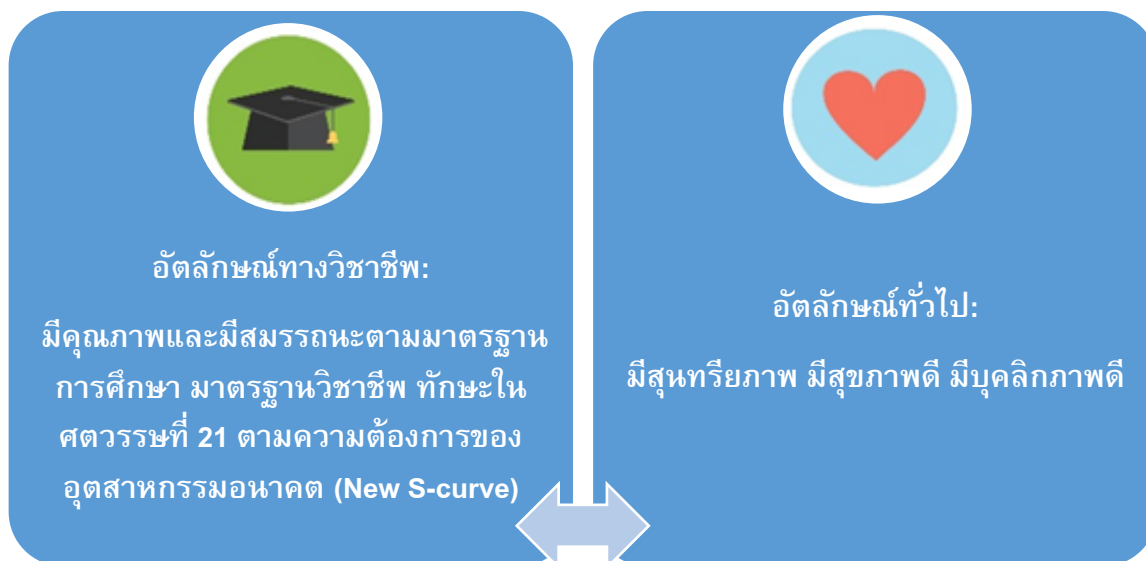 อัตลักษณ์ทางวิชาชีพ:
มีคุณภาพและมีสมรรถนะตามมาตรฐาน
การศึกษา มาตรฐานวิชาชีพ ทักษะใน
ศตวรรษที่ 21 ตามความต้องการของ
อุตสาหกรรมอนาคต (New S-curve)
อัตลักษณ์ทั่วไป:
มีสุนทรียภาพ มีสุขภาพดี มีบุคลิกภาพดี